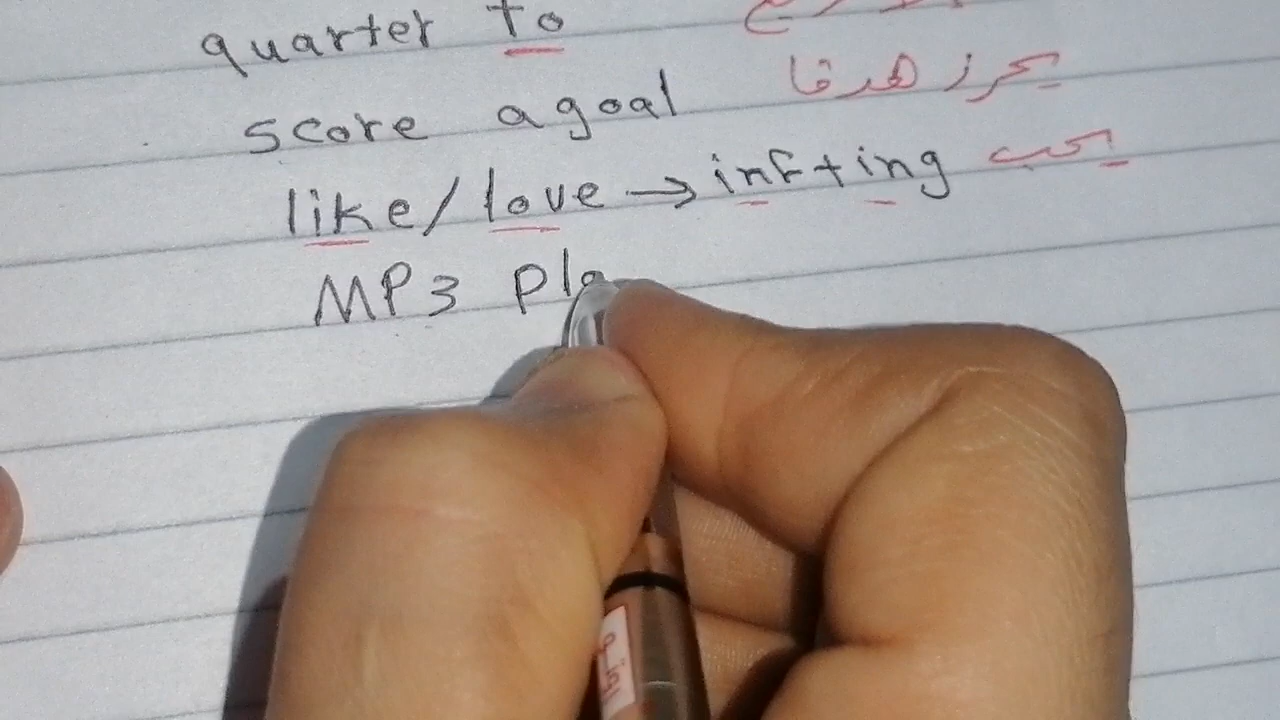 quarter to
score a goal يحرز هدفا
like/love → inf + ing يحب
MP3 pla